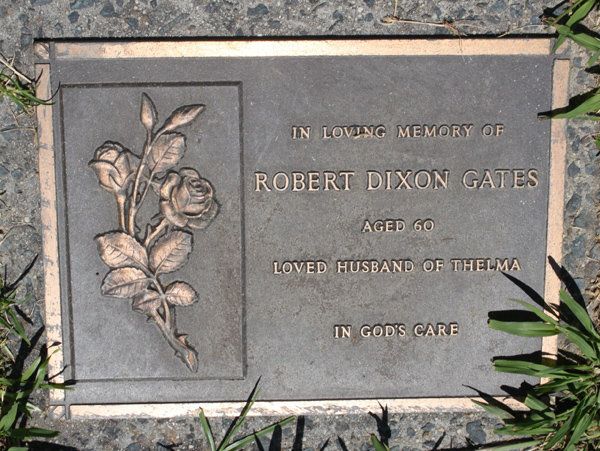 IN LOVING MEMORY OF
ROBERT DIXON GATES
AGED 60
LOVED HUSBAND OF THELMA
IN GOD'S CARE